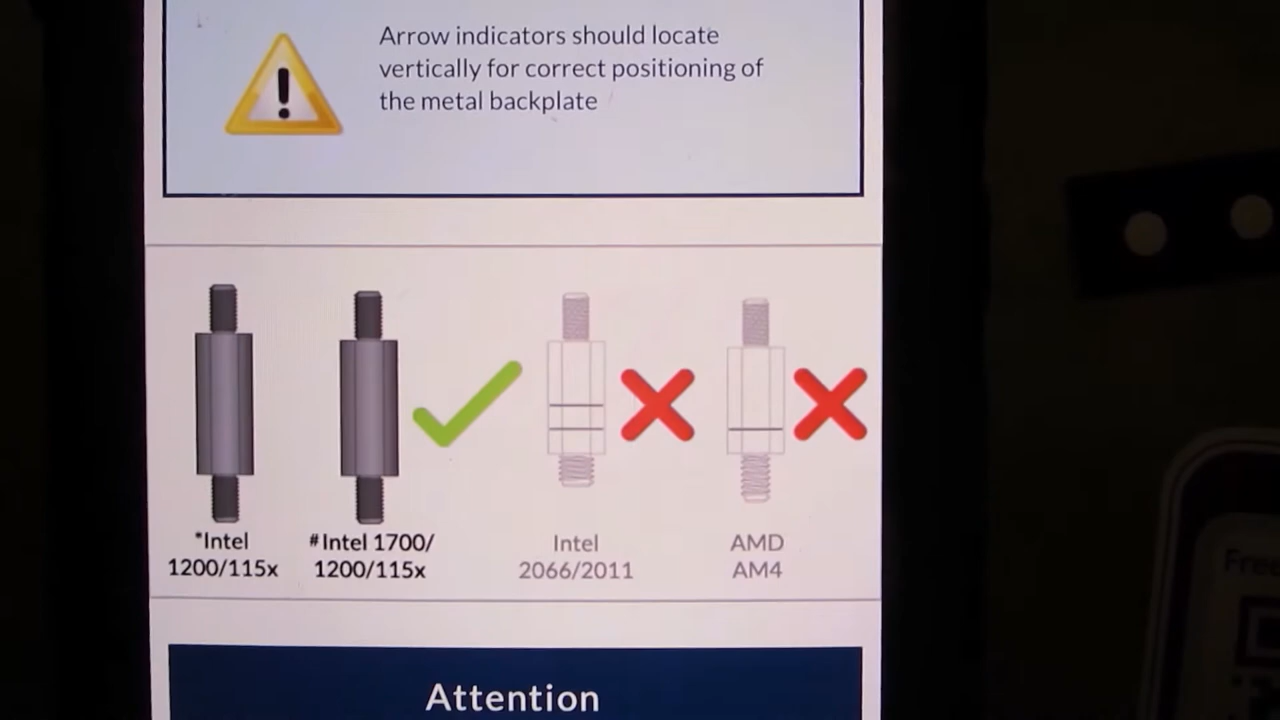 Arrow indicators should locate
vertically for correct positioning of
the metal backplate
*Intel
1200/115x
#Intel 1700/
1200/115x
Intel
2066/2011
AMD
AM4
Attention